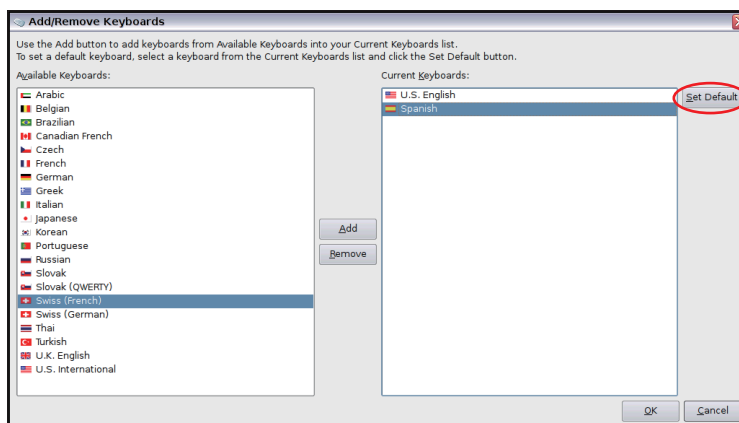 Add/Remove Keyboards
Use the Add button to add keyboards from Available Keyboards into your Current Keyboards list.
To set a default keyboard, select a keyboard from the Current Keyboards list and click the Set Default button.
Available Keyboards:
Arabic
Belgian
Brazilian
Canadian French
Czech
French
German
Greek
Italian
Japanese
Korean
Portuguese
Russian
Slovak
Slovak (QWERTY)
Swiss (French)
Swiss (German)
Thai
Turkish
U.K. English
U.S. International
Add
Remove
Current Keyboards:
U.S. English
Spanish
Set Default
OK
Cancel